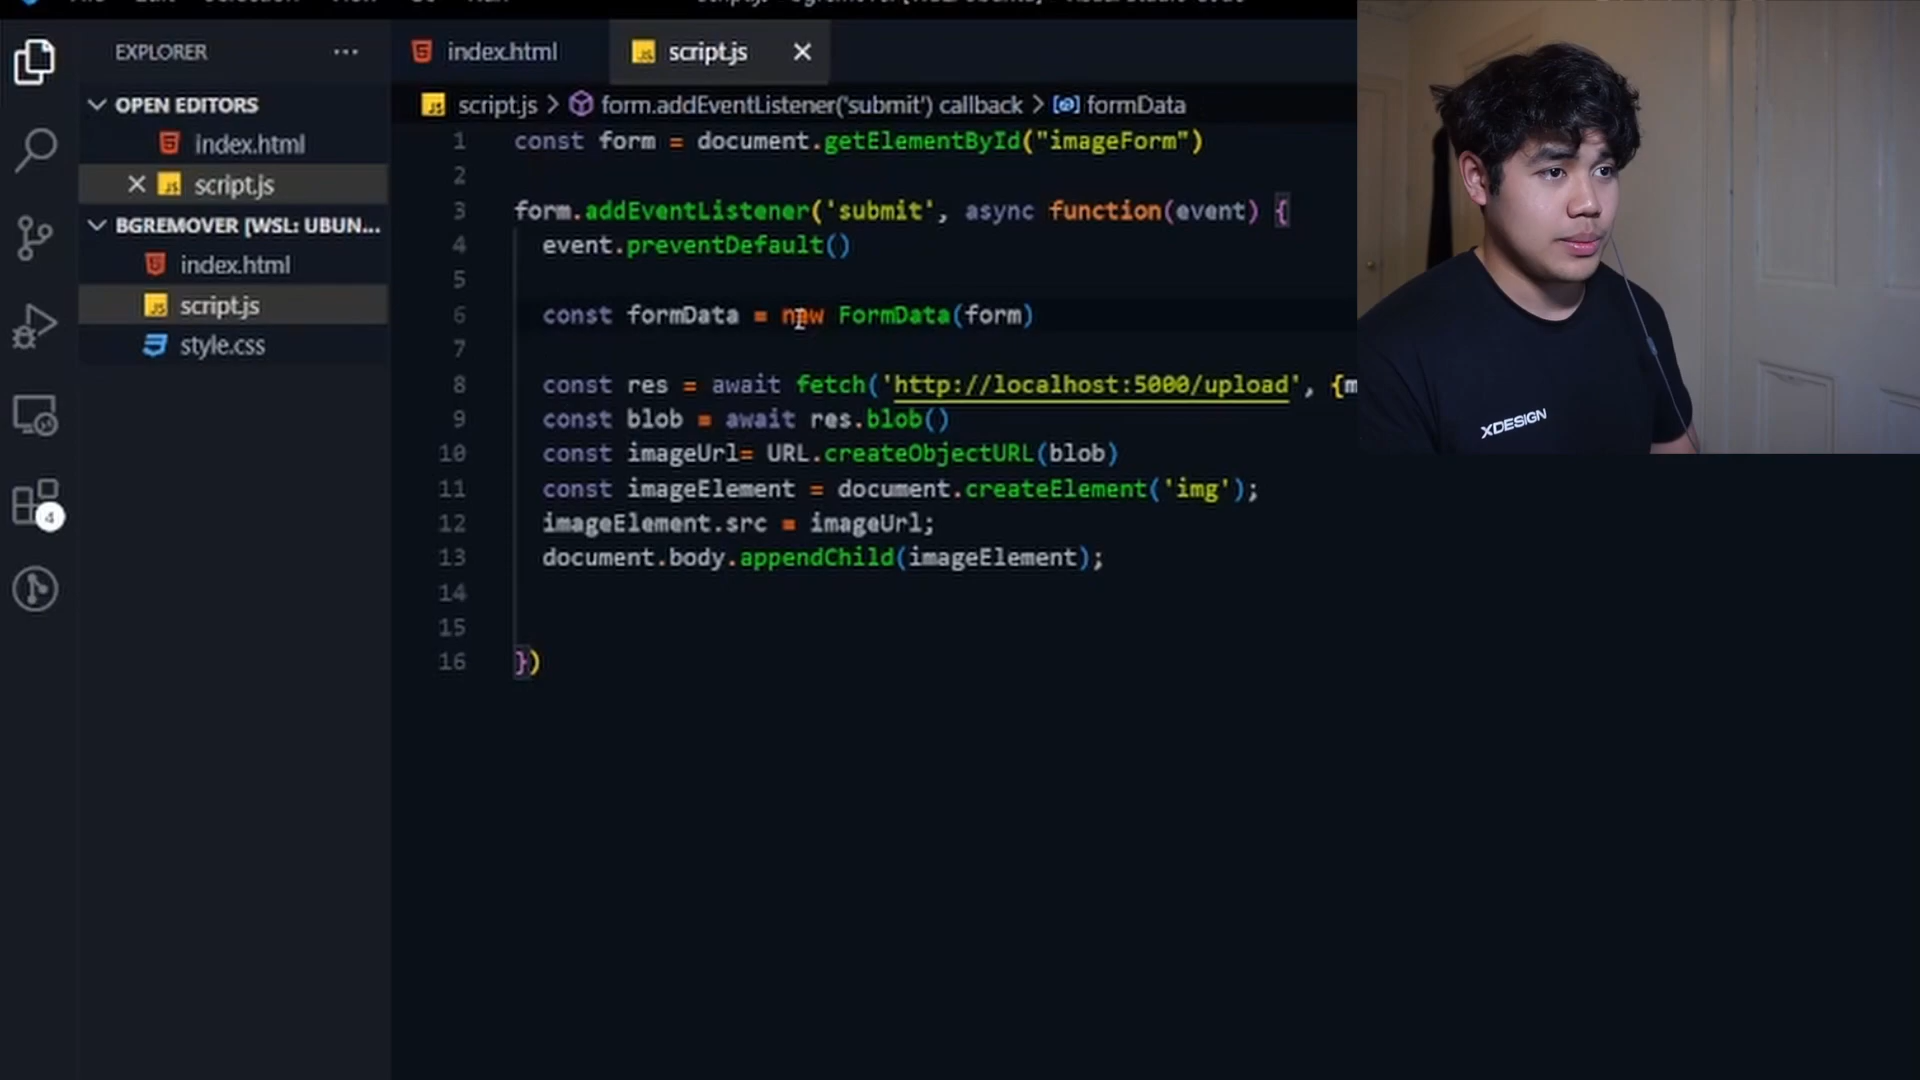 EXPLORER
index.html
script.js
OPEN EDITORS
index.html
script.js
BGREMOVER [WSL: UBUN...
index.html
script.js
style.css
4
script.js > form.addEventListener('submit') callback > formData
1 const form = document.getElementById("imageForm")
2
3 form.addEventListener('submit', async function(event) {
4 event.preventDefault()
5
6 const formData = new FormData(form)
7
8 const res = await fetch('http://localhost:5000/upload', {m
9 const blob = await res.blob()
10 const imageUrl= URL.createObjectURL(blob)
11 const imageElement = document.createElement('img');
12 imageElement.src = imageUrl;
13 document.body.appendChild(imageElement);
14
15
16 })
XDESIGN